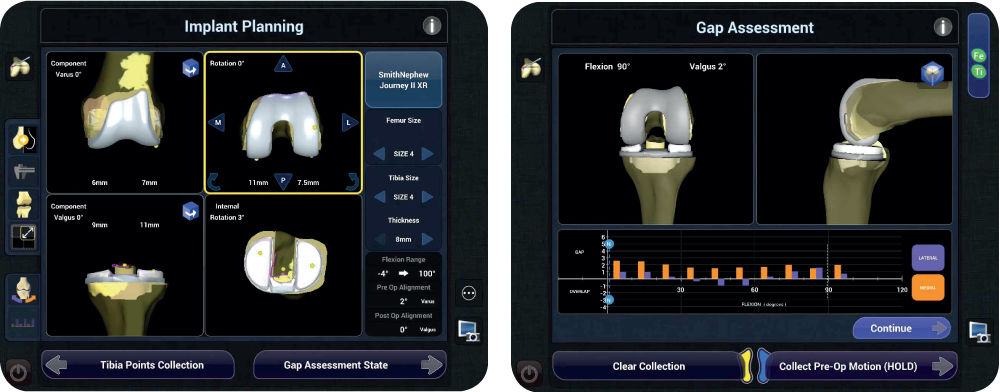 Implant Planning
i
Component
Varus 0°
6mm 7mm
Rotation 0°
A
M
L
P
11mm 7.5mm
SmithNephew
Journey II XR
Femur Size
SIZE 4
Tibia Size
SIZE 4
Thickness
8mm
Component
Valgus 0°
9mm 11mm
Internal
Rotation 3°
Flexion Range
-4° 100°
Pre Op Alignment
2° Varus
Post Op Alignment
0° Valgus
Tibia Points Collection
Gap Assessment State
Gap Assessment
i
Fe
Ti
Flexion 90°
Valgus 2°
GAP
OVERLAP
6
5
4
3
2
1
-1
-2
-3
-4
30
60
90
120
FLEXION ( degrees )
LATERAL
MEDIAL
Continue
Clear Collection
Collect Pre-Op Motion (HOLD)